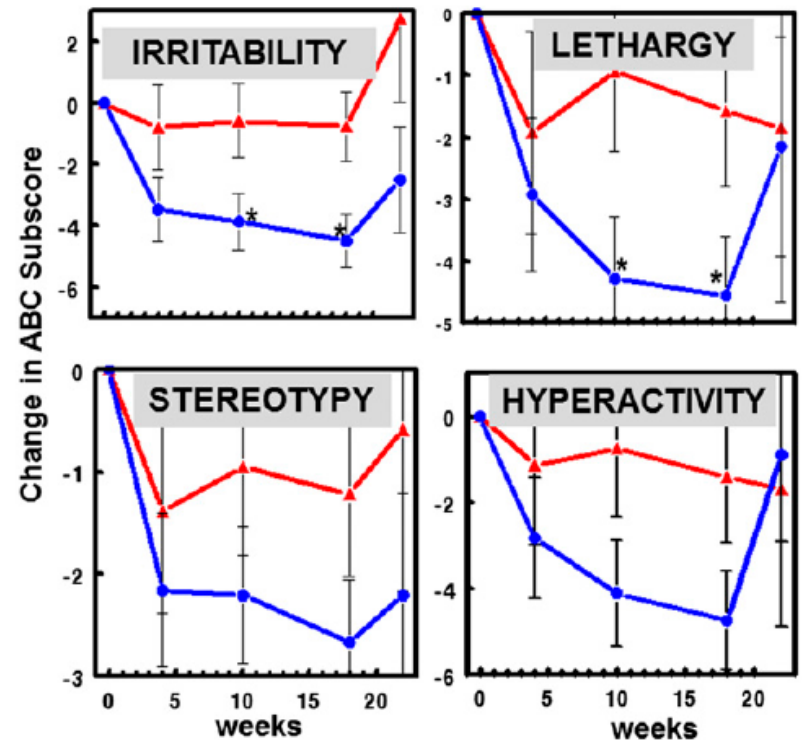 Change in ABC Subscore
IRRITABILITY
2
0
-2
-4
-6
*
*
LETHARGY
0
-1
-2
-3
-4
-5
*
*
STEREOTYPY
0
-1
-2
-3
0 5 10 15 20
weeks
HYPERACTIVITY
0
-2
-4
-6
0 5 10 15 20
weeks